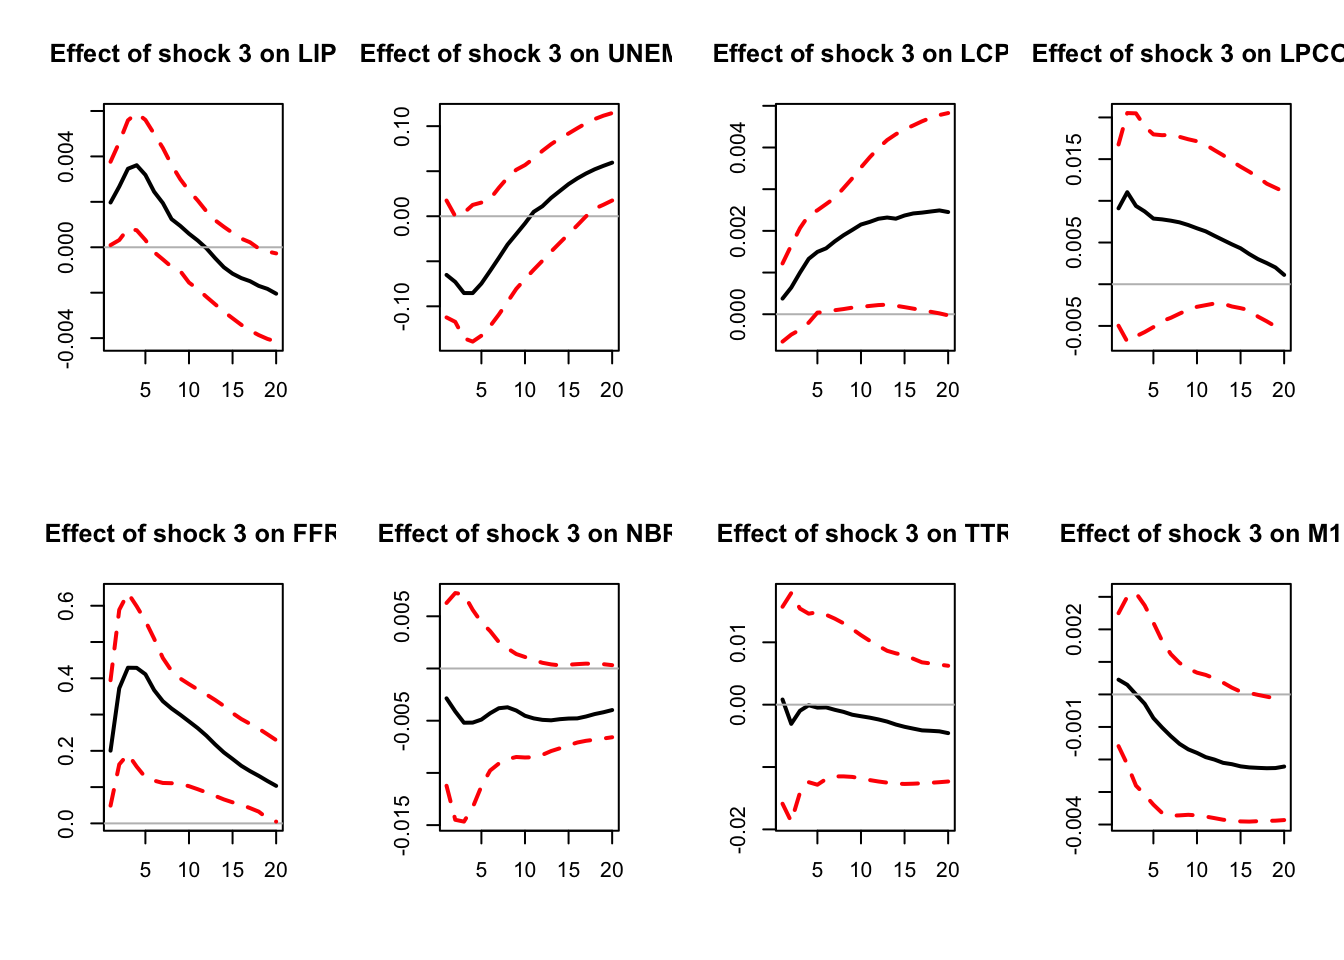 Effect of shock 3 on LIP
Effect of shock 3 on UNEM
Effect of shock 3 on LCP
Effect of shock 3 on LPCO
0.004
0.000
-0.004
5 10 15 20
0.10
0.00
-0.10
5 10 15 20
0.004
0.002
0.000
5 10 15 20
0.015
0.005
-0.005
5 10 15 20
Effect of shock 3 on FFR
Effect of shock 3 on NBR
Effect of shock 3 on TTR
Effect of shock 3 on M1
0.6
0.4
0.2
0.0
5 10 15 20
0.005
-0.005
-0.015
5 10 15 20
0.01
0.00
-0.02
5 10 15 20
0.002
-0.001
-0.004
5 10 15 20